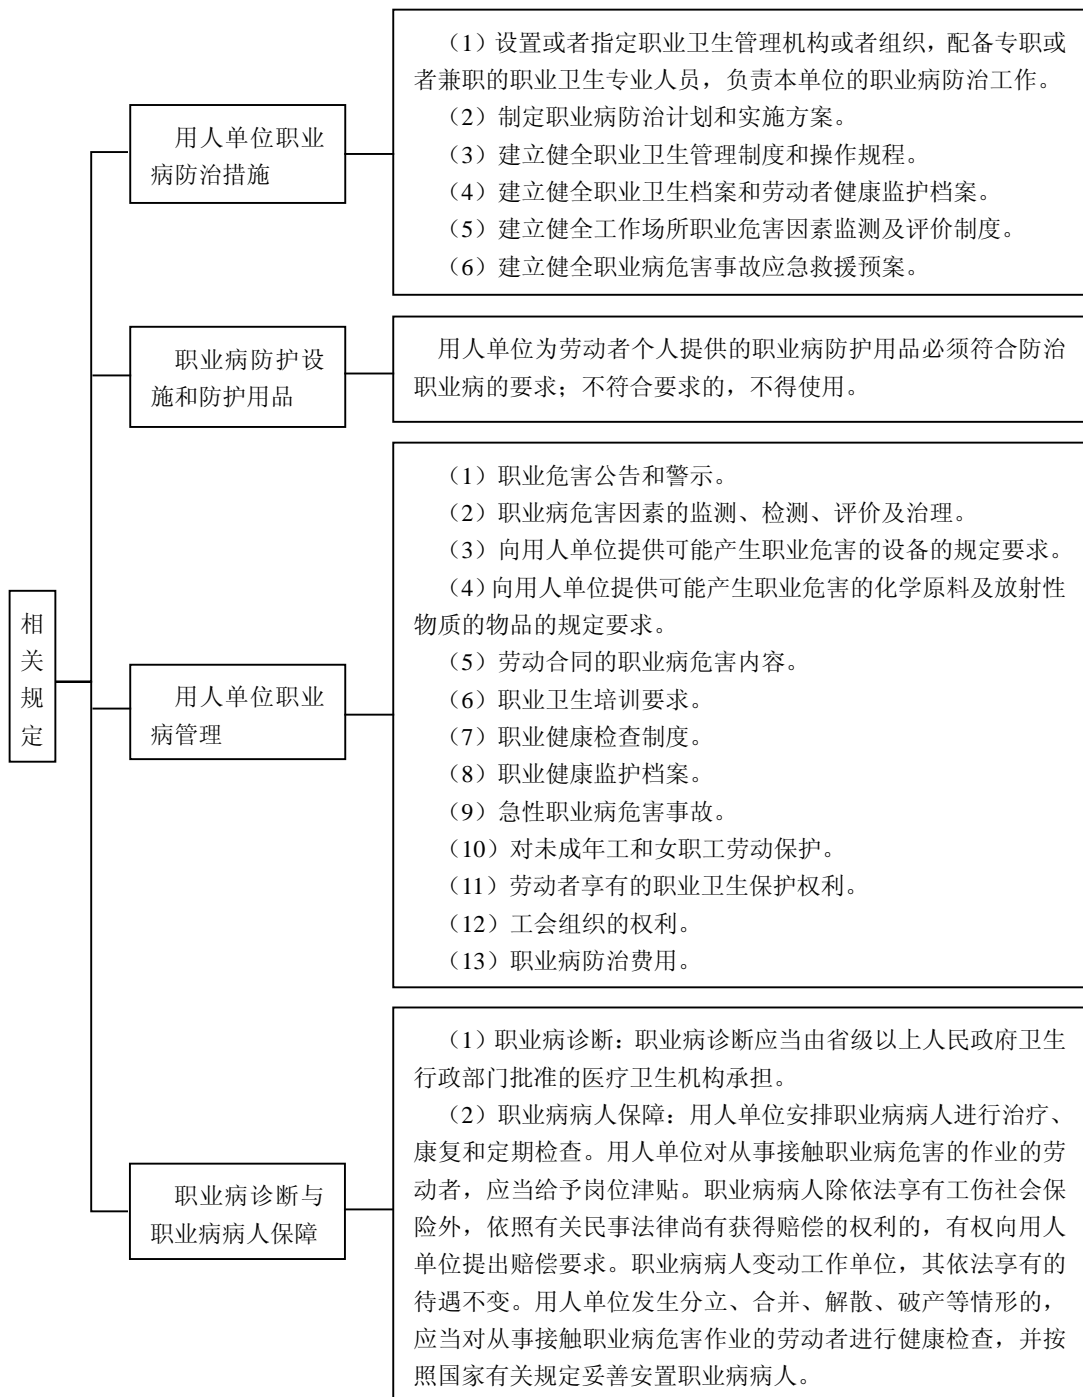 相
关
规
定
用人单位职业
病防治措施
（1）设置或者指定职业卫生管理机构或者组织，配备专职或
者兼职的职业卫生专业人员，负责本单位的职业病防治工作。
（2）制定职业病防治计划和实施方案。
（3）建立健全职业卫生管理制度和操作规程。
（4）建立健全职业卫生档案和劳动者健康监护档案。
（5）建立健全工作场所职业危害因素监测及评价制度。
（6）建立健全职业病危害事故应急救援预案。
职业病防护设
施和防护用品
用人单位为劳动者个人提供的职业病防护用品必须符合防治
职业病的要求；不符合要求的，不得使用。
用人单位职业
病管理
（1）职业危害公告和警示。
（2）职业病危害因素的监测、检测、评价及治理。
（3）向用人单位提供可能产生职业危害的设备的规定要求。
（4）向用人单位提供可能产生职业危害的化学原料及放射性
物质的物品的规定要求。
（5）劳动合同的职业病危害内容。
（6）职业卫生培训要求。
（7）职业健康检查制度。
（8）职业健康监护档案。
（9）急性职业病危害事故。
（10）对未成年工和女职工劳动保护。
（11）劳动者享有的职业卫生保护权利。
（12）工会组织的权利。
（13）职业病防治费用。
职业病诊断与
职业病病人保障
（1）职业病诊断：职业病诊断应当由省级以上人民政府卫生
行政部门批准的医疗卫生机构承担。
（2）职业病病人保障：用人单位安排职业病病人进行治疗、
康复和定期检查。用人单位对从事接触职业病危害的作业的劳
动者，应当给予岗位津贴。职业病病人除依法享有工伤社会保
险外，依照有关民事法律尚有获得赔偿的权利的，有权向用人
单位提出赔偿要求。职业病病人变动工作单位，其依法享有的
待遇不变。用人单位发生分立、合并、解散、破产等情形的，
应当对从事接触职业病危害作业的劳动者进行健康检查，并按
照国家有关规定妥善安置职业病病人。